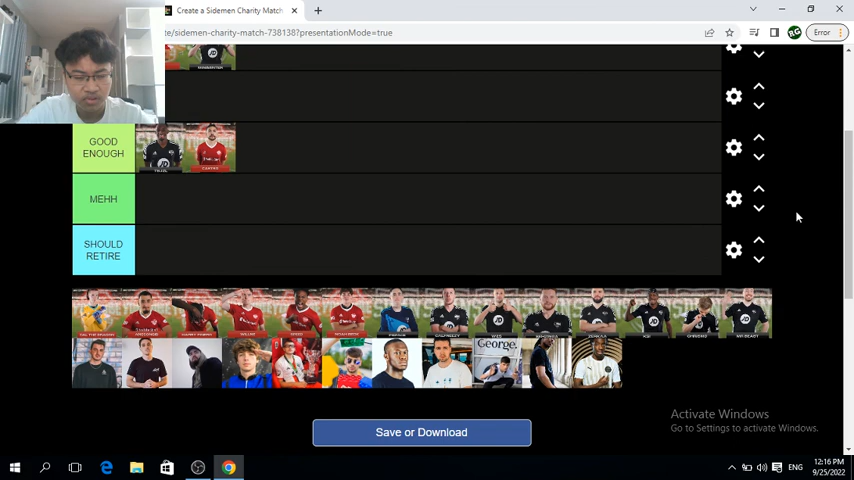 Create a Sidemen Charity Match
te/sidemen-charity-match-738138?presentationMode=true
RG
Error
GOOD
ENOUGH
MEHH
SHOULD
RETIRE
George.
Save or Download
Activate Windows
Go to Settings to activate Windows.
ENG
12:16 PM
9/25/2022